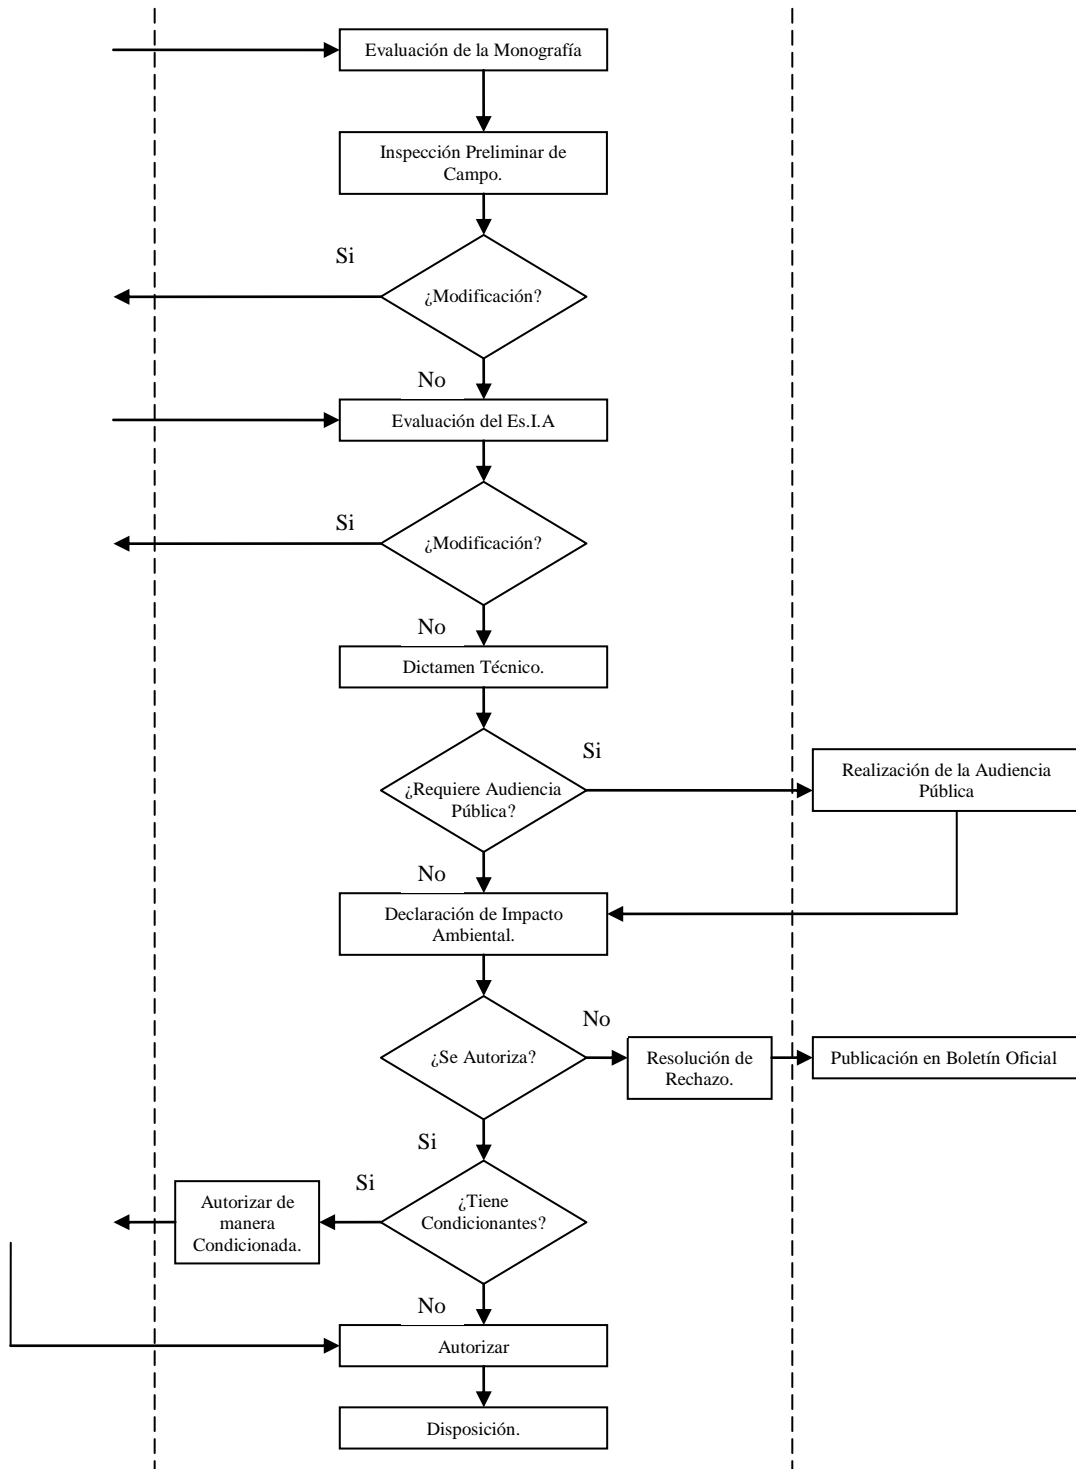 Evaluación de la Monografía
Inspección Preliminar de
Campo.
Si
¿Modificación?
No
Evaluación del Es.I.A
Si
¿Modificación?
No
Dictamen Técnico.
Si
¿Requiere Audiencia
Pública?
Realización de la Audiencia
Pública
No
Declaración de Impacto
Ambiental.
No
¿Se Autoriza?
Resolución de
Rechazo.
Publicación en Boletín Oficial
Si
Si
¿Tiene
Condicionantes?
Autorizar de
manera
Condicionada.
No
Autorizar
Disposición.